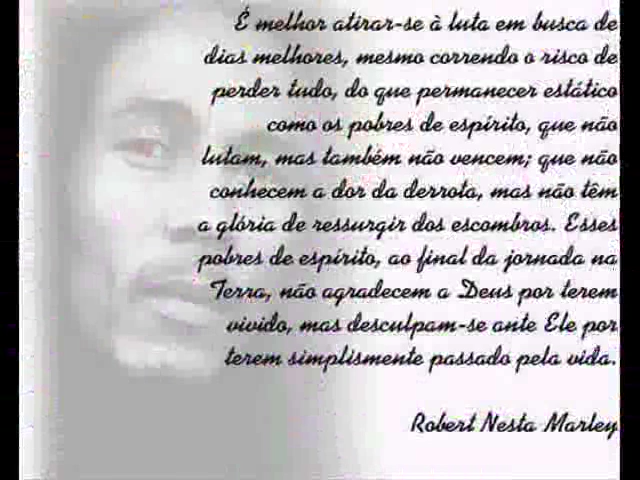 É melhor atirar-se à luta em busca de
dias melhores, mesmo correndo o risco de
perder tudo, do que permanecer estático
como os pobres de espírito, que não
lutam, mas também não vencem; que não
conhecem a dor da derrota, mas não têm
a glória de ressurgir dos escombros. Esses
pobres de espírito, ao final da jornada na
Terra, não agradecem a Deus por terem
vivido, mas desculpam-se ante Ele por
terem simplismente passado pela vida.
Robert Nesta Marley